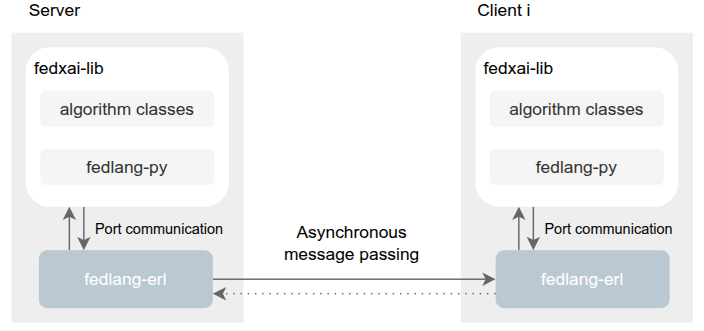 Server
Client i
fedxai-lib
fedxai-lib
algorithm classes
algorithm classes
fedlang-py
fedlang-py
Port communication
Asynchronous
message passing
Port communication
fedlang-erl
fedlang-erl